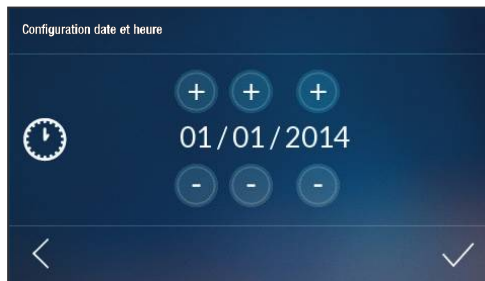 Configuration date et heure
+ + +
01/01/2014
- - -